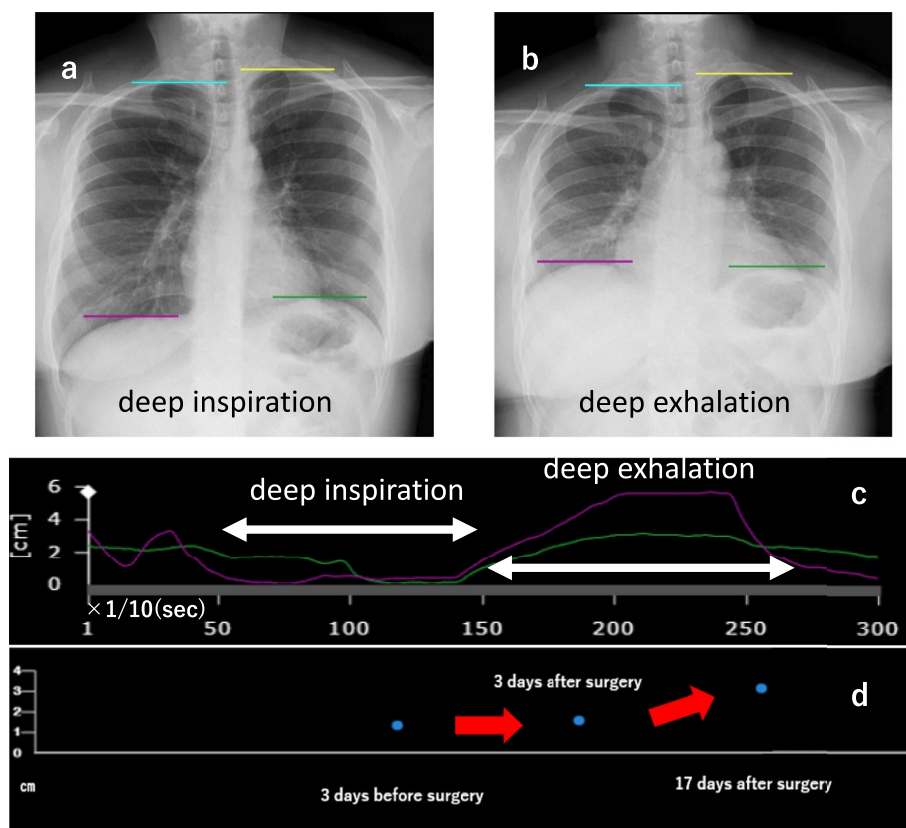 a
b
deep inspiration
deep exhalation
deep exhalation
c
deep inspiration
6
4
2
0
[cm]
×1/10(sec)
1 50 100 150 200 250 300
4
3
2
1
0
3 days after surgery
d
cm
3 days before surgery
17 days after surgery